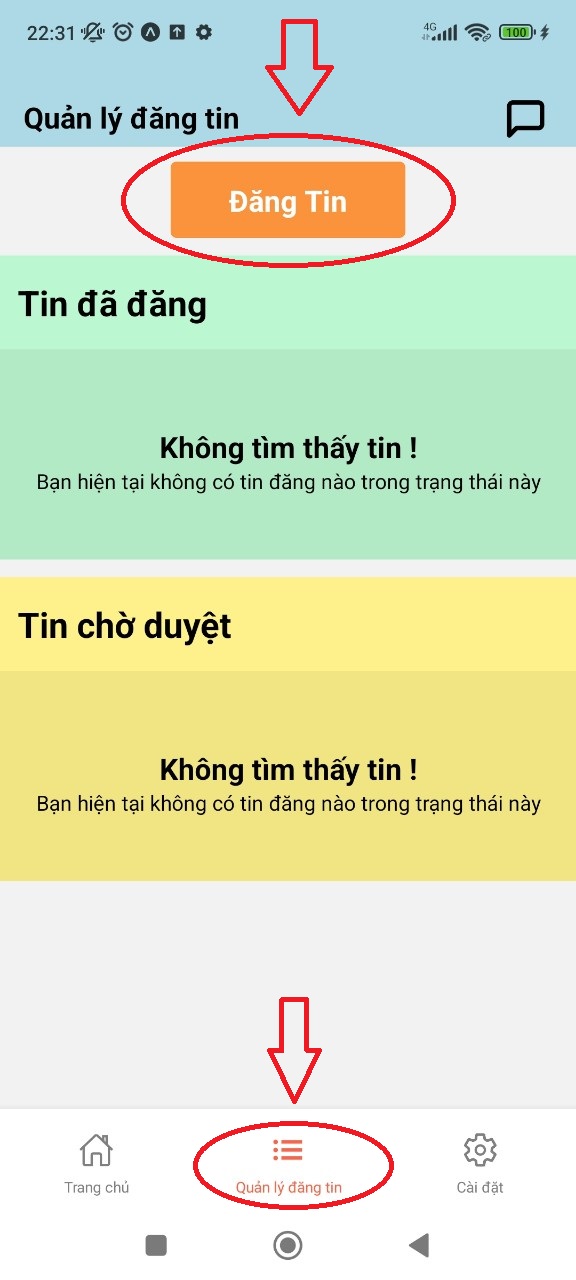 22:31
4G
100
Quản lý đăng tin
Đăng Tin
Tin đã đăng
Không tìm thấy tin !
Bạn hiện tại không có tin đăng nào trong trạng thái này
Tin chờ duyệt
Không tìm thấy tin !
Bạn hiện tại không có tin đăng nào trong trạng thái này
Trang chủ
Quản lý đăng tin
Cài đặt